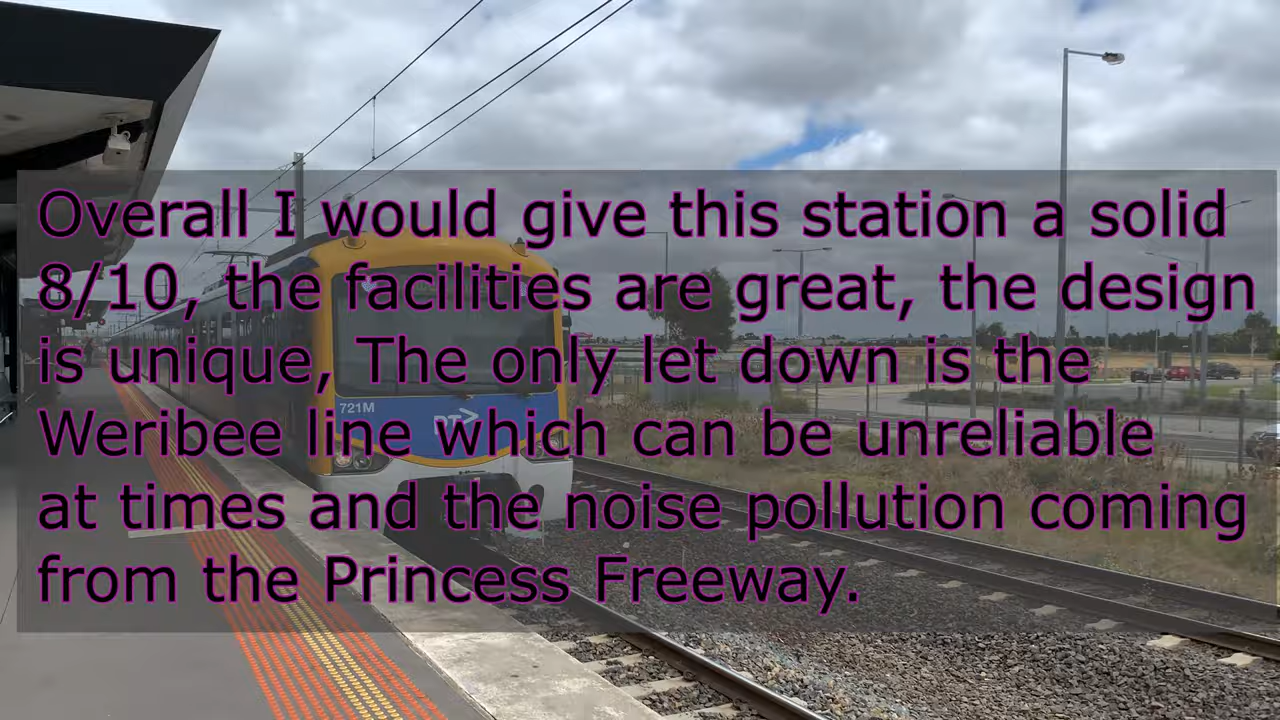 Overall I would give this station a solid
8/10, the facilities are great, the design
is unique, The only let down is the
Weribee line which can be unreliable
at times and the noise pollution coming
from the Princess Freeway.
721M
PT>